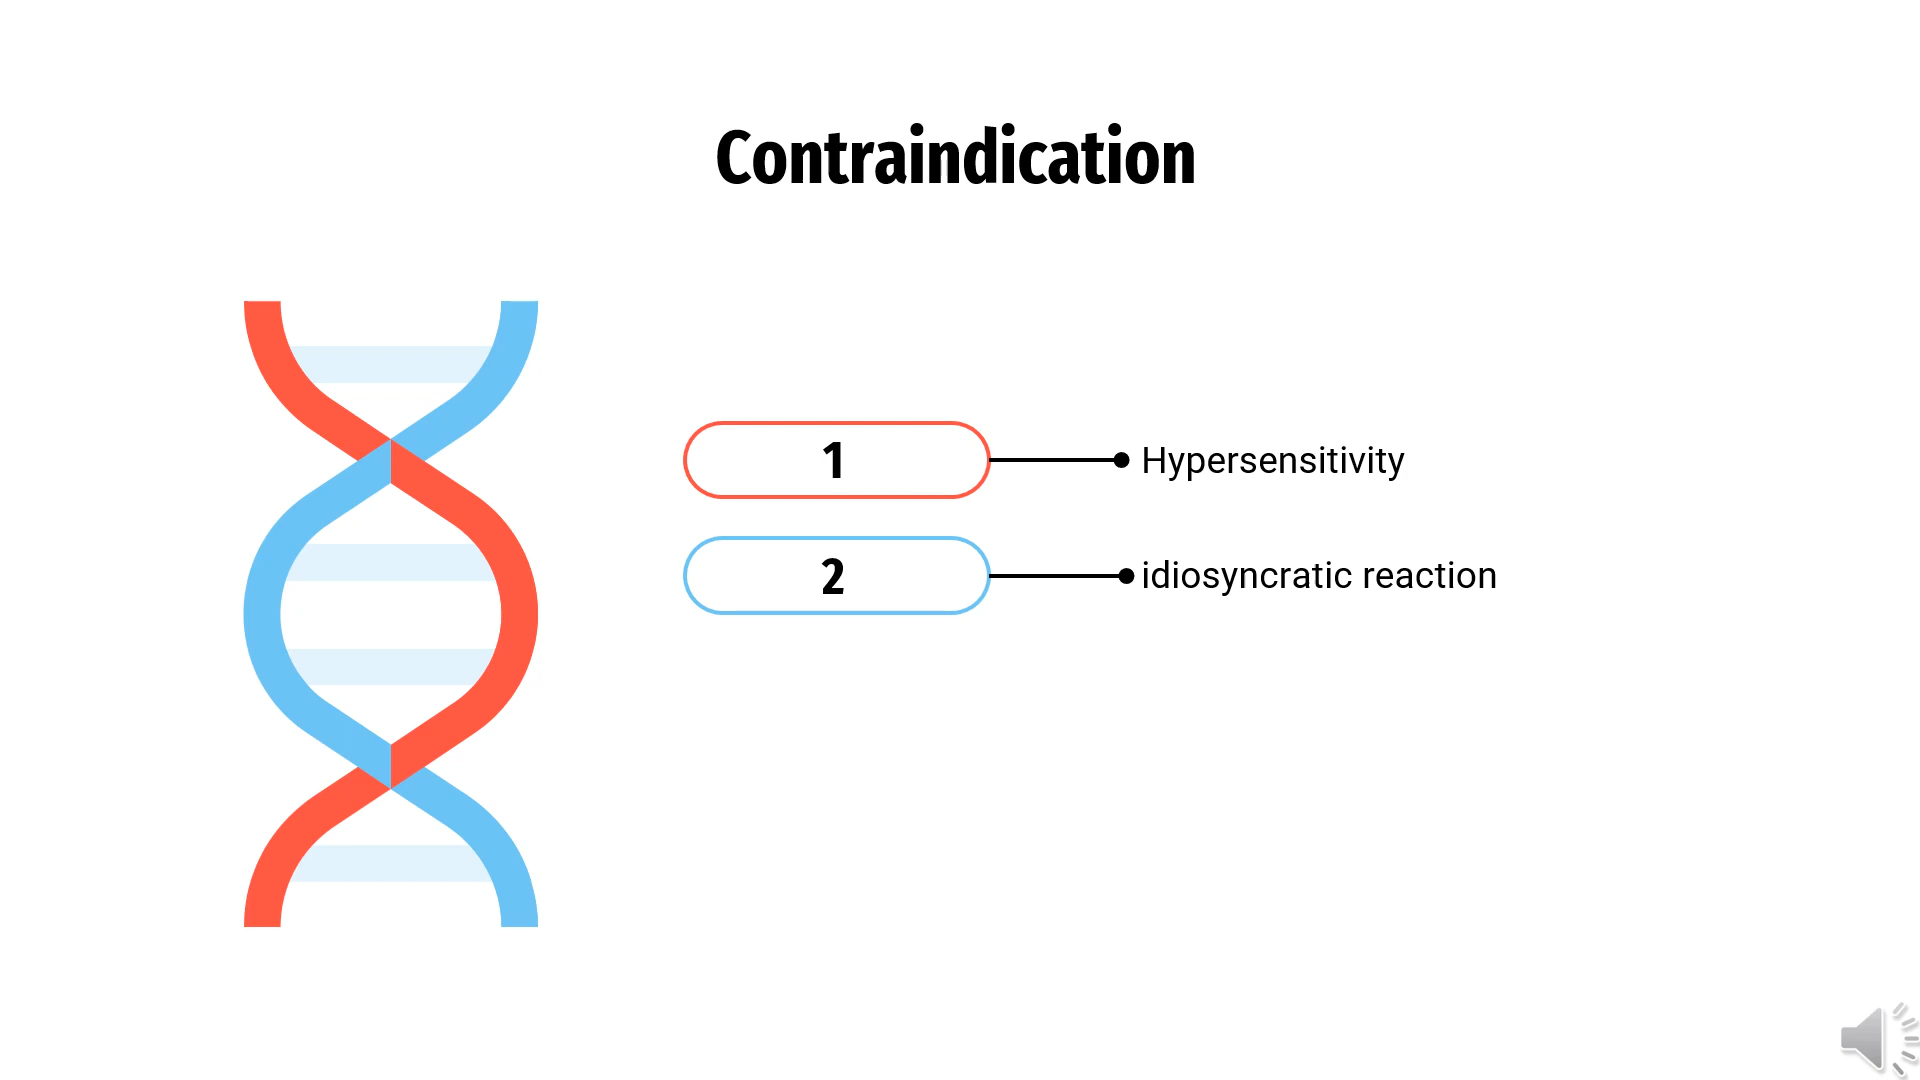 Contraindication
1
Hypersensitivity
2
idiosyncratic reaction